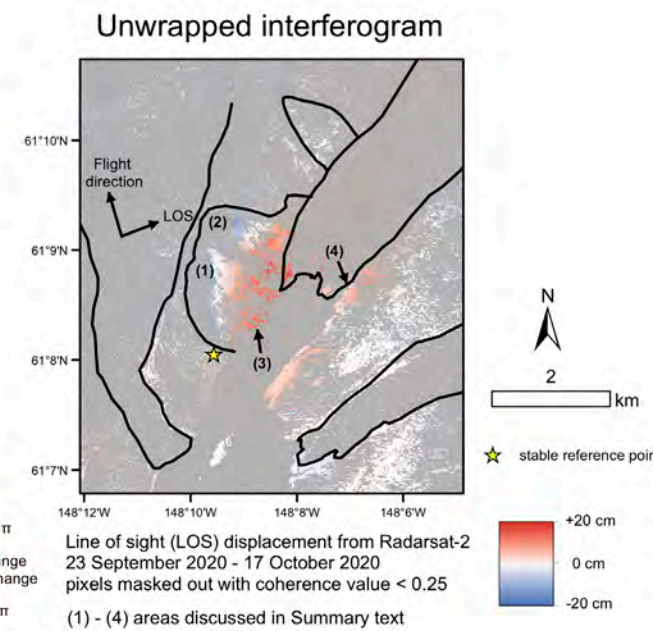 Unwrapped interferogram
61°10'N
Flight
direction
LOS
(2)
61°9'N
(4)
(1)
N
61°8'N
(3)
2
km
stable reference poir
61°7'N
148°12'W
148°10'W
148°8'W
148°6'W
π
nge
hange
π
Line of sight (LOS) displacement from Radarsat-2
23 September 2020 - 17 October 2020
pixels masked out with coherence value < 0.25
(1) - (4) areas discussed in Summary text
+20 cm
0 cm
-20 cm